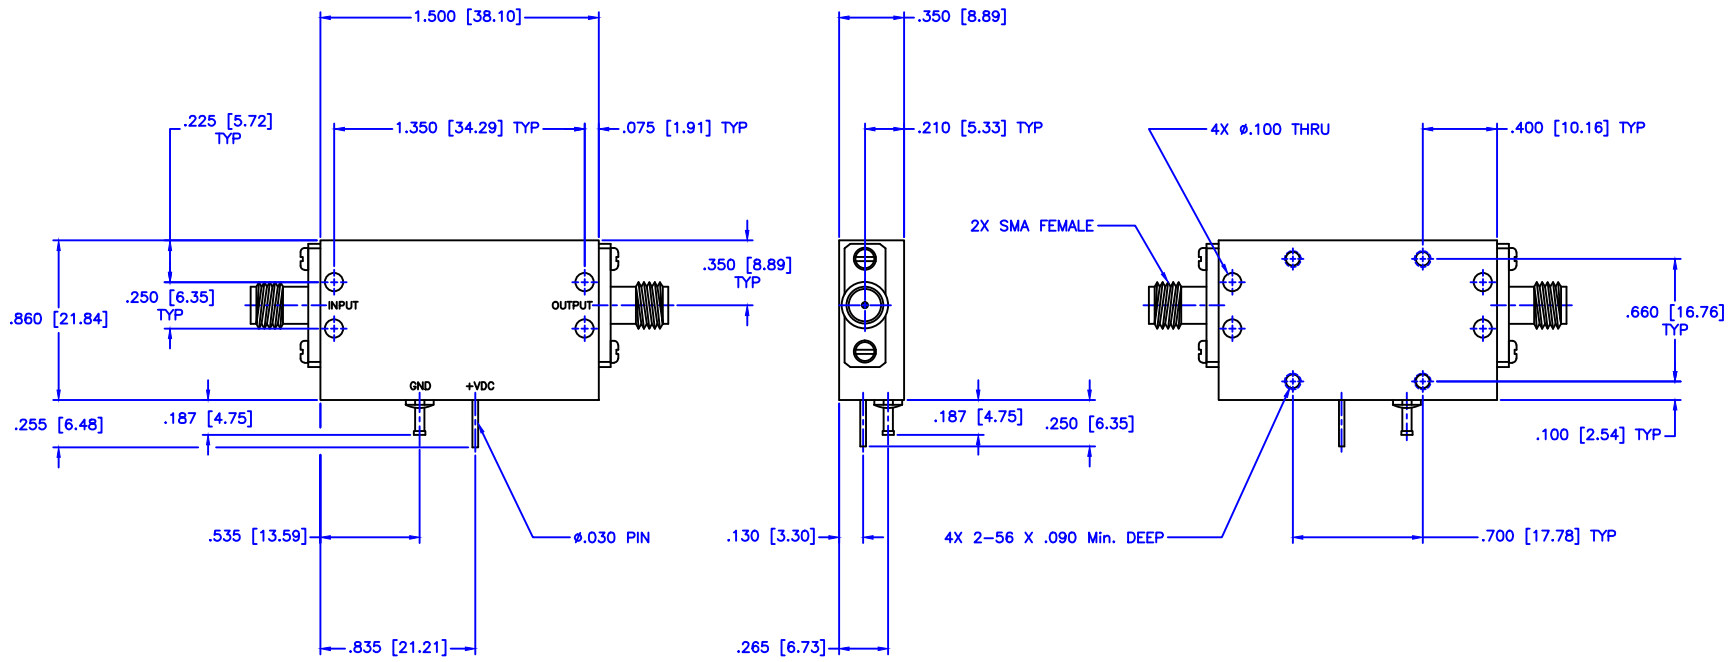 1.500 [38.10]
.350 [8.89]
.225 [5.72]
TYP
1.350 [34.29] TYP
.075 [1.91] TYP
.210 [5.33] TYP
4X ø.100 THRU
.400 [10.16] TYP
2X SMA FEMALE
.350 [8.89]
TYP
.250 [6.35]
TYP
INPUT
OUTPUT
.860 [21.84]
.660 [16.76]
TYP
GND
+VDC
.255 [6.48]
.187 [4.75]
.187 [4.75]
.250 [6.35]
.100 [2.54] TYP
.535 [13.59]
ø.030 PIN
.130 [3.30]
4X 2-56 X .090 Min. DEEP
.700 [17.78] TYP
.835 [21.21]
.265 [6.73]